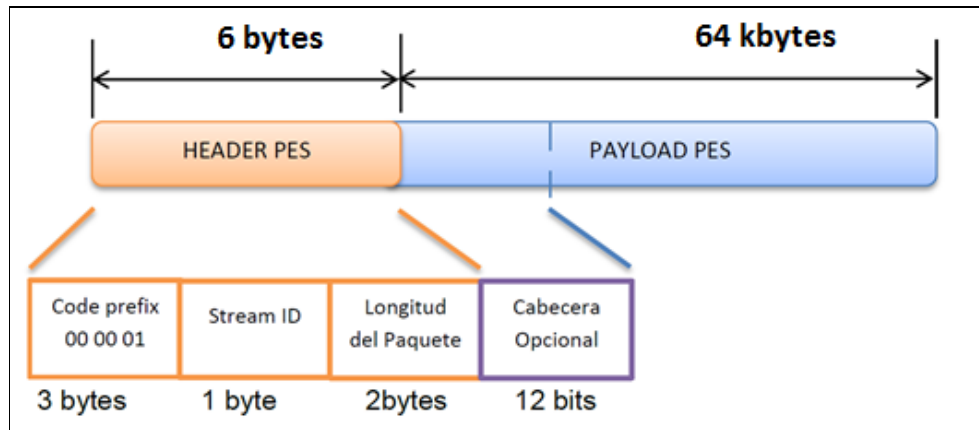 6 bytes
64 kbytes
HEADER PES
PAYLOAD PES
Code prefix
00 00 01
Stream ID
Longitud
del Paquete
Cabecera
Opcional
3 bytes
1 byte
2bytes
12 bits